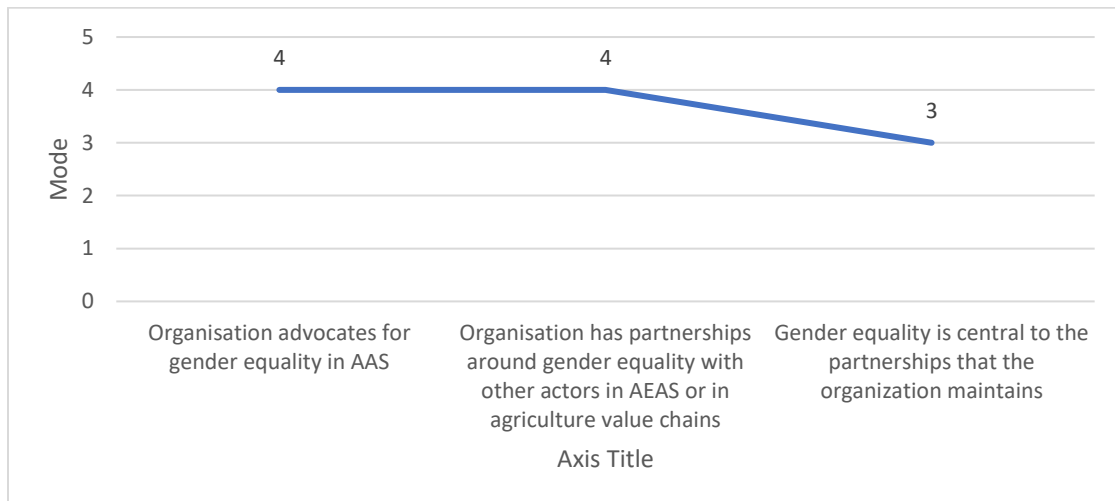 5
4
3
2
1
0
Mode
4
4
3
Organisation advocates for
gender equality in AAS
Organisation has partnerships
around gender equality with
other actors in AEAS or in
agriculture value chains
Gender equality is central to the
partnerships that the
organization maintains
Axis Title